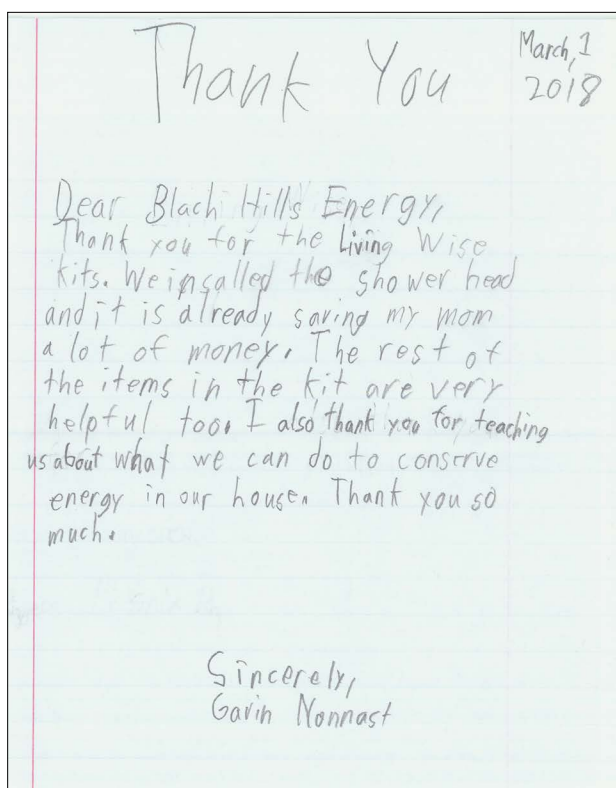 Thank You
March, 1
2018
Dear Blach Hills Energy,
Thank you for the Living Wise
kits. We insalled the shower head
and it is already saving my mom
a lot of money. The rest of
the items in the kit are very
helpful too. I also thank you for teaching
us about what we can do to conserve
energy in our house. Thank you so
much.
Sincerely,
Gavin Nonnast